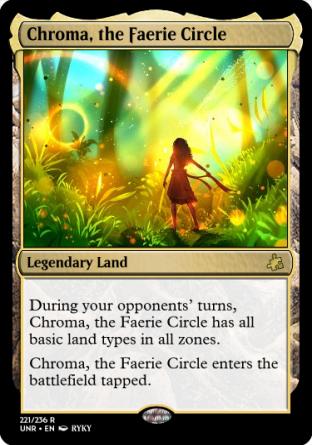 Chroma, the Faerie Circle
Legendary Land
During your opponents' turns,
Chroma, the Faerie Circle has all
basic land types in all zones.
Chroma, the Faerie Circle enters the
battlefield tapped.
221/236 R
UNR • EN RYKY